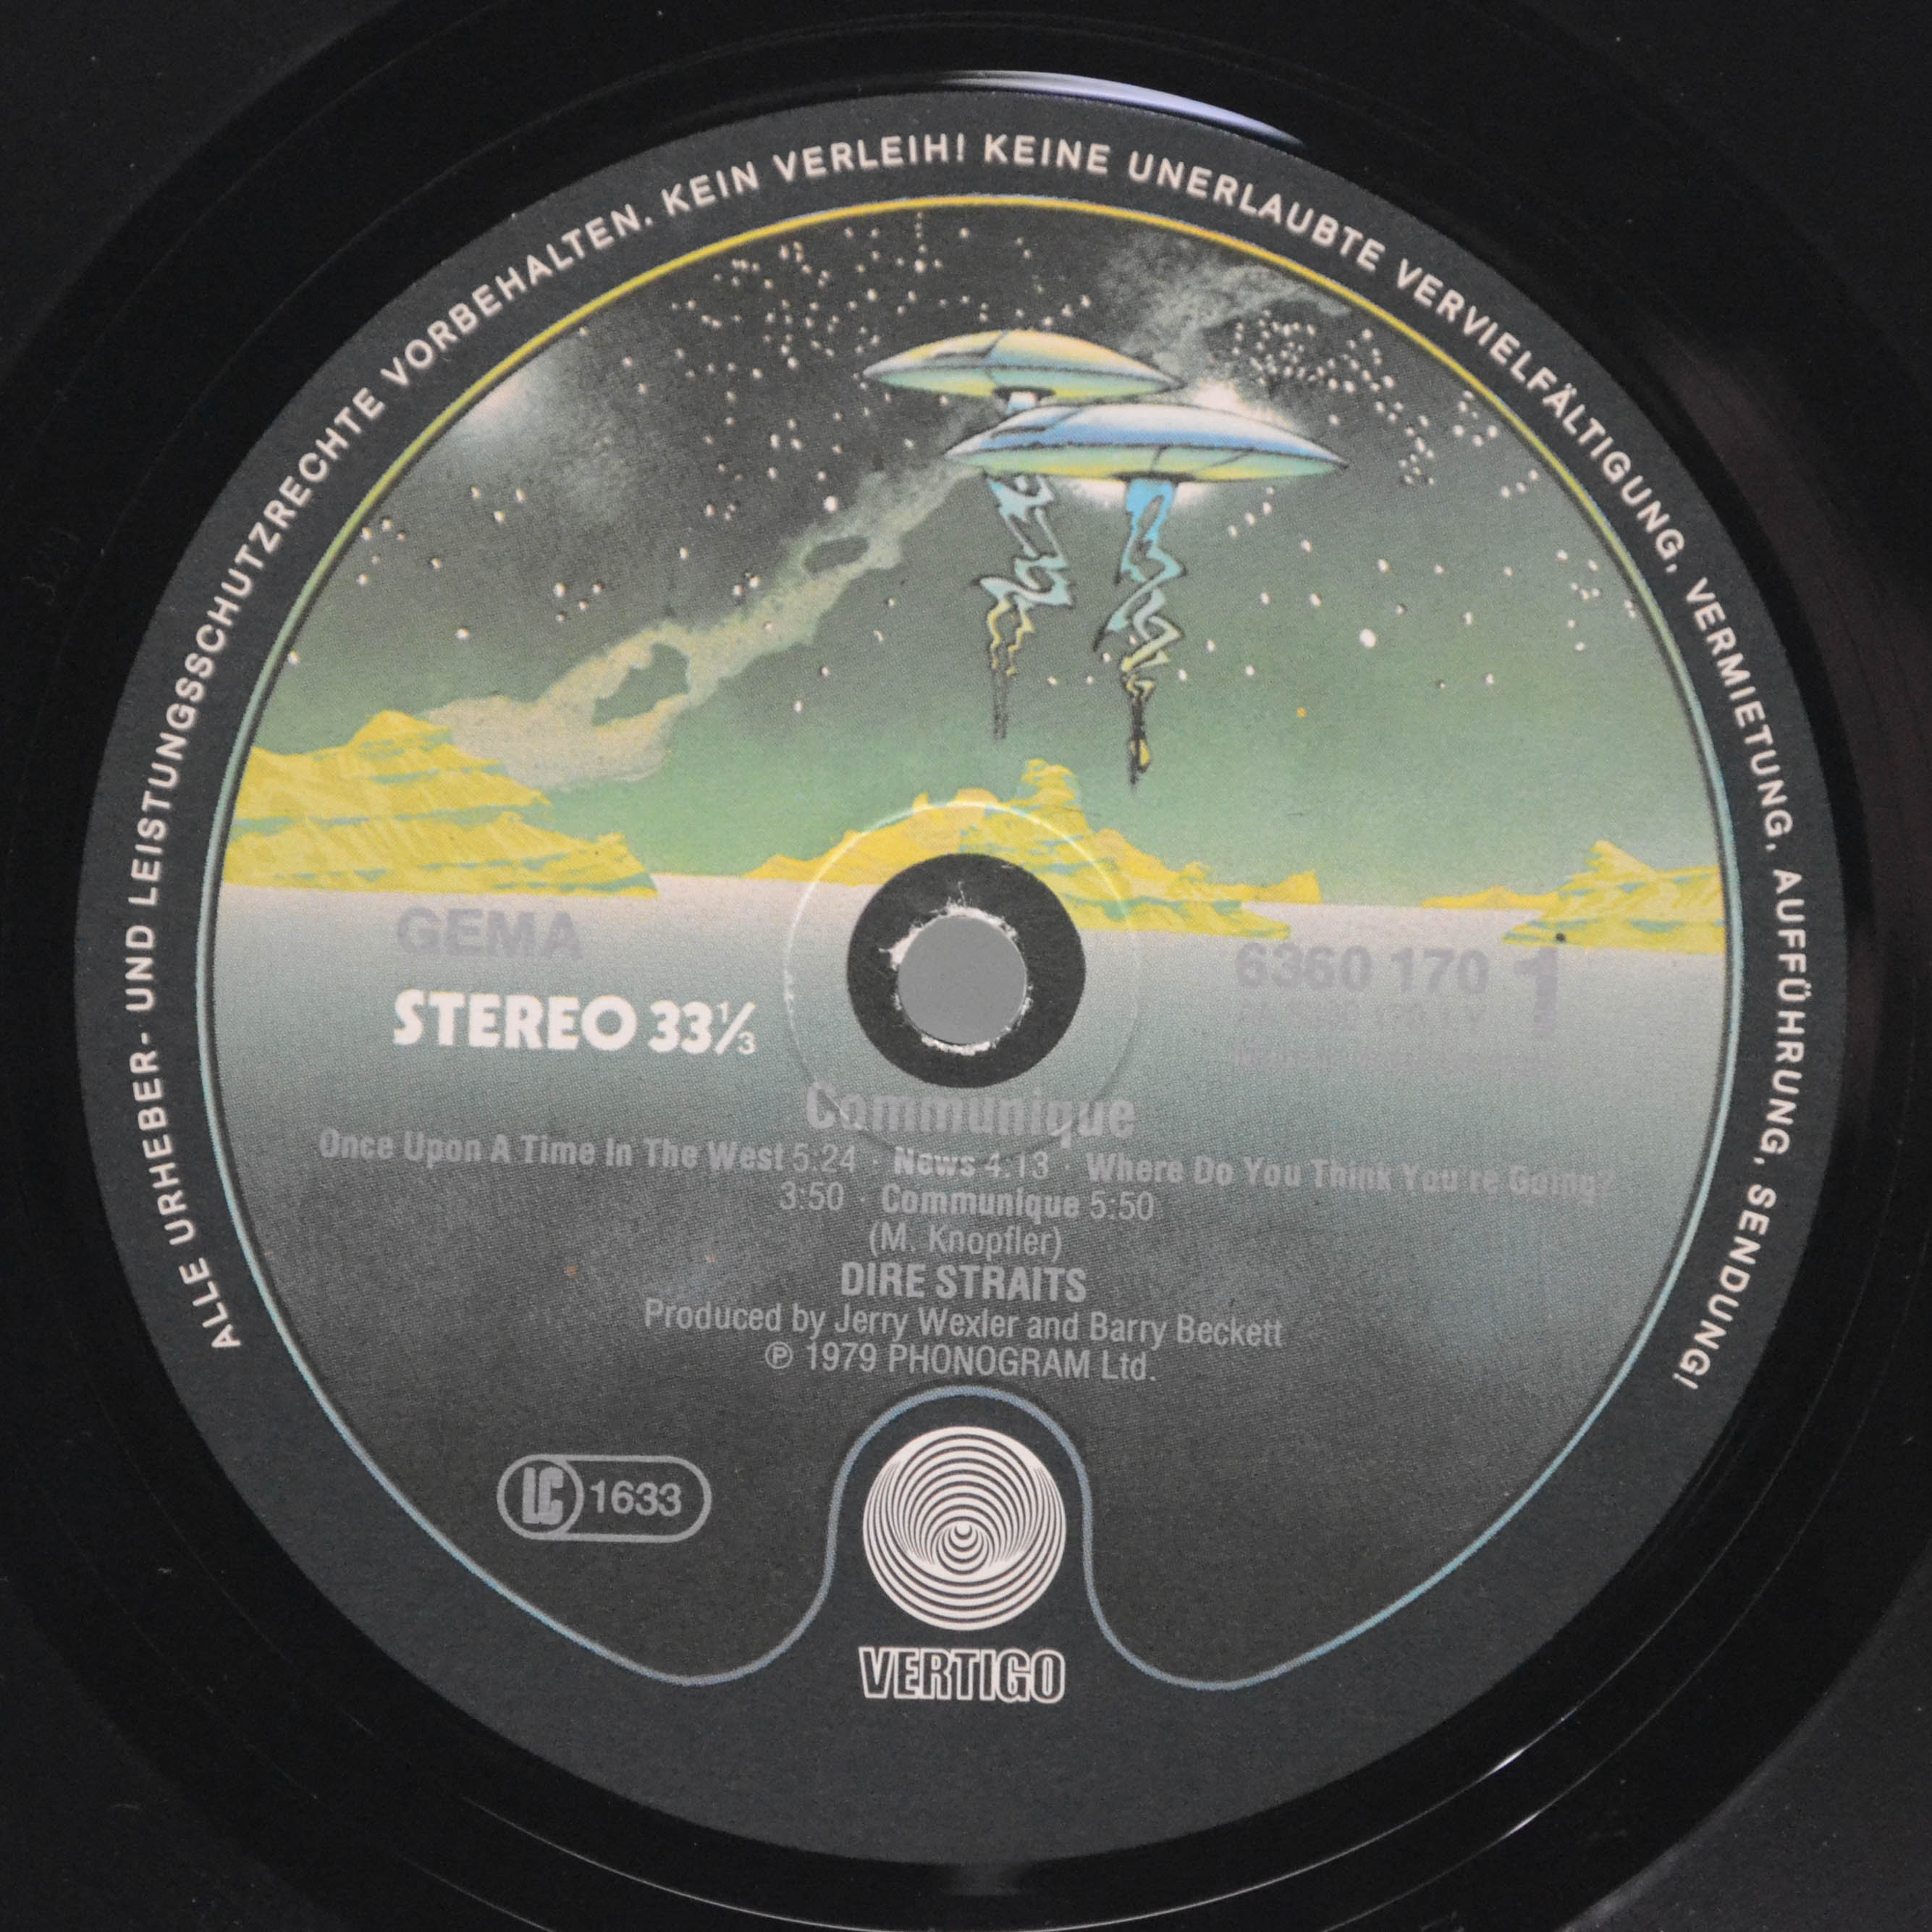 ALLE URHEBER- UND LEISTUNGSSCHUTZRECHTE VORBEHALTEN. KEIN VERLEIH! KEINE UNERLAUBTE VERVIELFÄLTIGUNG, VERMIETUNG, AUFFÜHRUNG, SENDUNG!
GEMA
STEREO 33⅓
6360 170 1
Communique
Once Upon A Time In The West 5:24 · News 4:13 · Where Do You Think You're Going?
3:50 Communique 5:50
(M. Knopfler)
DIRE STRAITS
Produced by Jerry Wexler and Barry Beckett
℗ 1979 PHONOGRAM Ltd.
LC 1633
VERTIGO